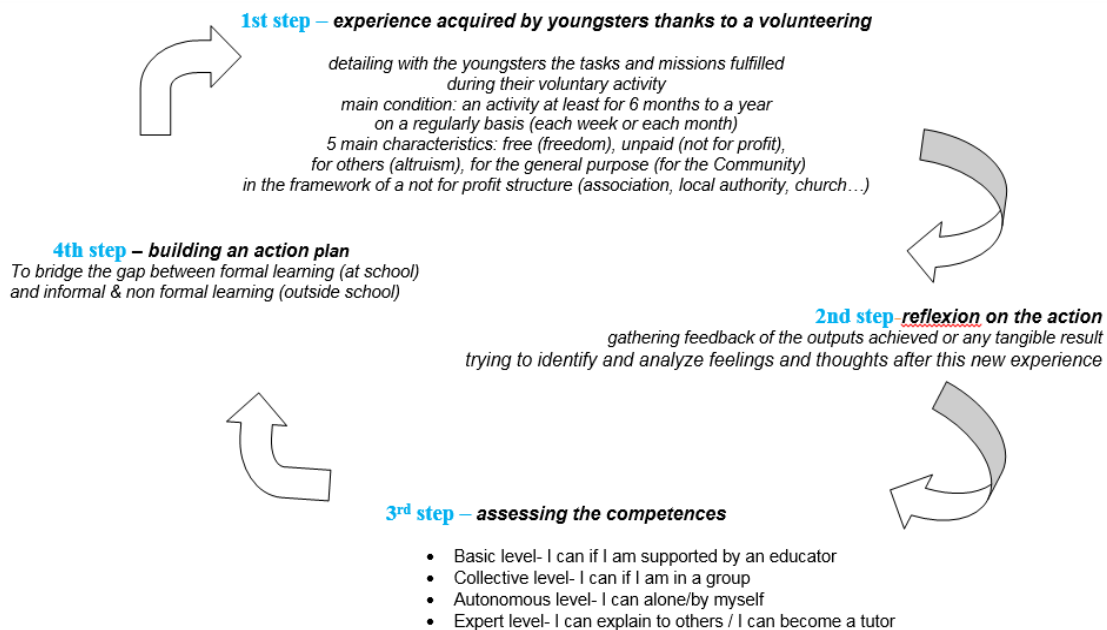 1st step – experience acquired by youngsters thanks to a volunteering
detailing with the youngsters the tasks and missions fulfilled
during their voluntary activity
main condition: an activity at least for 6 months to a year
on a regularly basis (each week or each month)
5 main characteristics: free (freedom), unpaid (not for profit),
for others (altruism), for the general purpose (for the Community)
in the framework of a not for profit structure (association, local authority, church…)
2nd step-reflexion on the action
gathering feedback of the outputs achieved or any tangible result
trying to identify and analyze feelings and thoughts after this new experience
3rd step – assessing the competences
• Basic level- I can if I am supported by an educator
• Collective level- I can if I am in a group
• Autonomous level- I can alone/by myself
• Expert level- I can explain to others / I can become a tutor
4th step – building an action plan
To bridge the gap between formal learning (at school)
and informal & non formal learning (outside school)